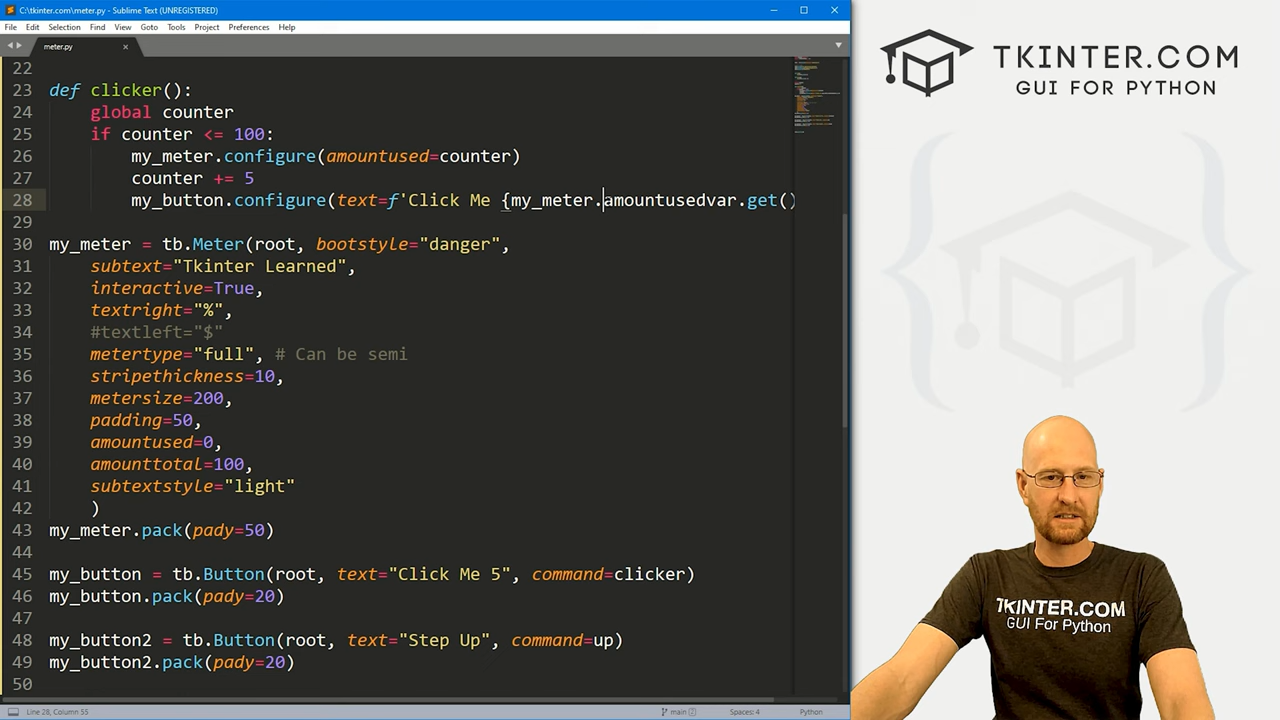 C:\tkinter.com\meter.py - Sublime Text (UNREGISTERED)
File Edit Selection Find View Goto Tools Project Preferences Help
meter.py
22
23 def clicker():
24 global counter
25 if counter <= 100:
26 my_meter.configure(amountused=counter)
27 counter += 5
28 my_button.configure(text=f'Click Me {my_meter.amountusedvar.get()
29
30 my_meter = tb.Meter(root, bootstyle="danger",
31 subtext="Tkinter Learned",
32 interactive=True,
33 textright="%",
34 #textleft="$"
35 metertype="full", # Can be semi
36 stripethickness=10,
37 metersize=200,
38 padding=50,
39 amountused=0,
40 amounttotal=100,
41 subtextstyle="light"
42 )
43 my_meter.pack(pady=50)
44
45 my_button = tb.Button(root, text="Click Me 5", command=clicker)
46 my_button.pack(pady=20)
47
48 my_button2 = tb.Button(root, text="Step Up", command=up)
49 my_button2.pack(pady=20)
50
Line 28, Column 55
main
Spaces: 4
Python
TKINTER.COM
GUI FOR PYTHON
TKINTER.COM
GUI For Python